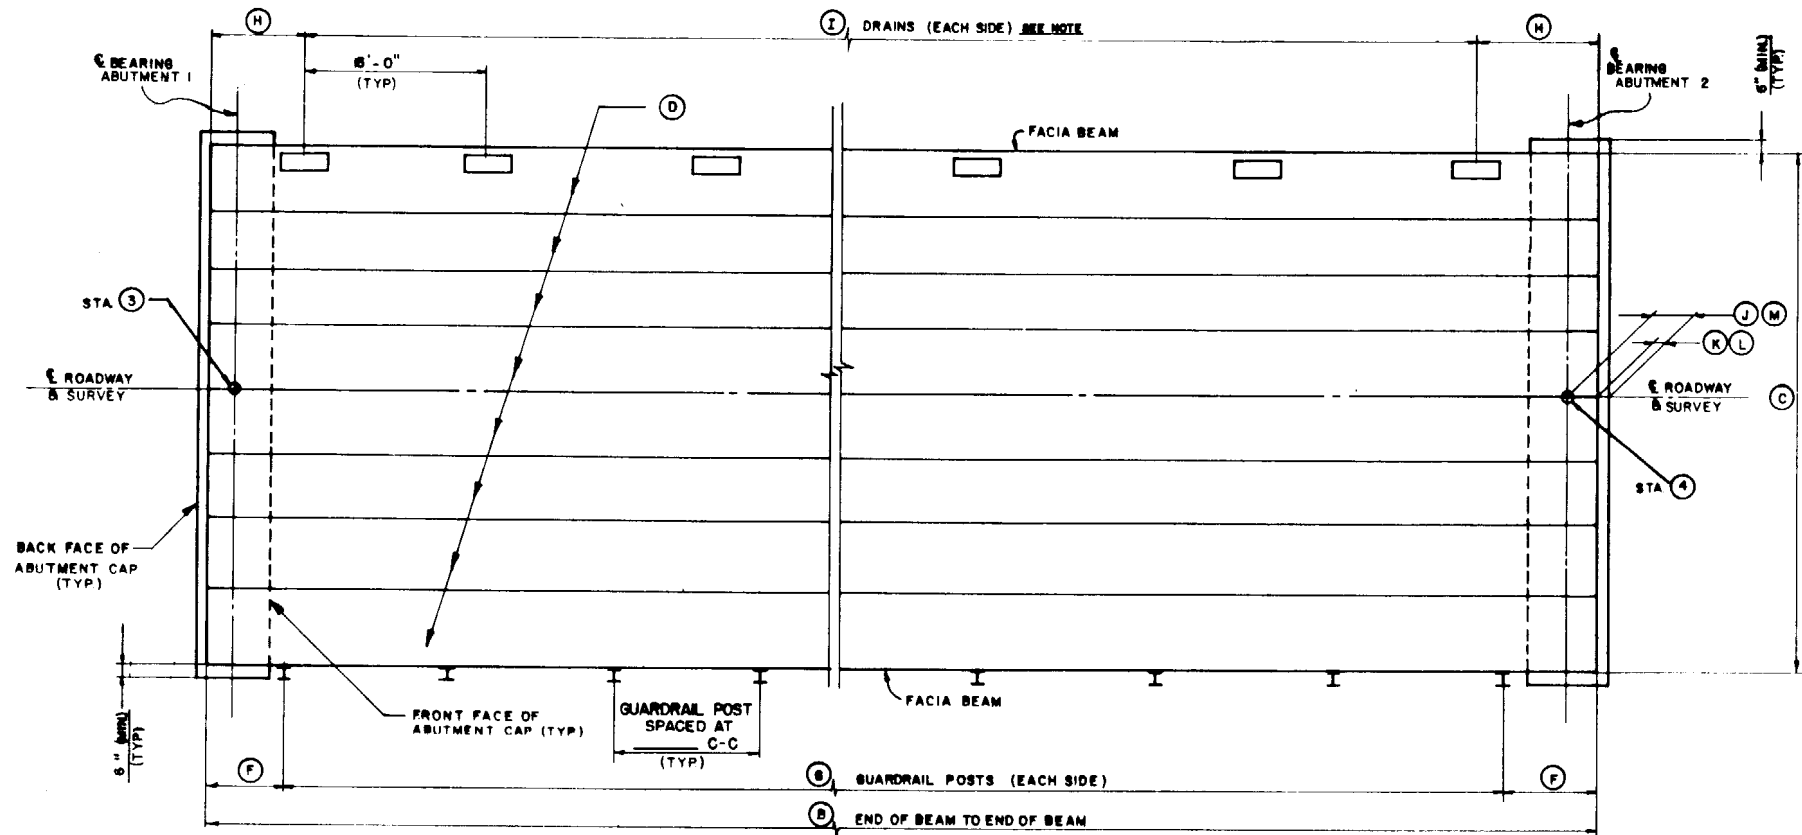 H
I DRAINS (EACH SIDE) SEE NOTE
H
℄ BEARING
ABUTMENT 1
6'-0"
(TYP)
D
FACIA BEAM
℄
BEARING
ABUTMENT 2
6" (MIN.)
(TYP.)
STA. 3
J M
K L
℄ ROADWAY
& SURVEY
℄ ROADWAY
& SURVEY
C
STA. 4
BACK FACE OF
ABUTMENT CAP
(TYP.)
FRONT FACE OF
ABUTMENT CAP (TYP.)
GUARDRAIL POST
SPACED AT
______ C-C
(TYP.)
FACIA BEAM
6" (MIN.)
(TYP.)
F
G GUARDRAIL POSTS (EACH SIDE)
F
B END OF BEAM TO END OF BEAM